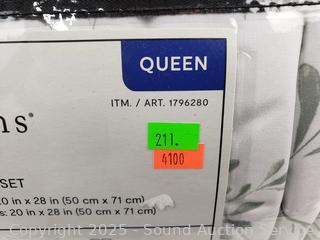 QUEEN
ITM. / ART. 1796280
ns®
211.
4100
SET
20 in x 28 in (50 cm x 71 cm)
s: 20 in x 28 in (50 cm x 71 cm)
Copyright 2025 - Sound Auction Service